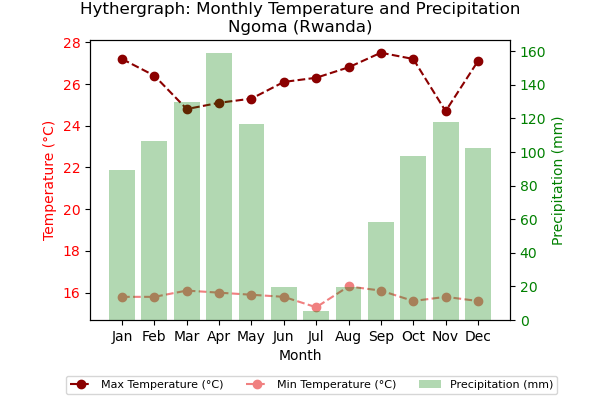 Hythergraph: Monthly Temperature and Precipitation
Ngoma (Rwanda)
Temperature (°C)
28
26
24
22
20
18
16
160
140
120
100
80
60
40
20
0
Precipitation (mm)
Jan Feb Mar Apr May Jun Jul Aug Sep Oct Nov Dec
Month
Max Temperature (°C) Min Temperature (°C) Precipitation (mm)